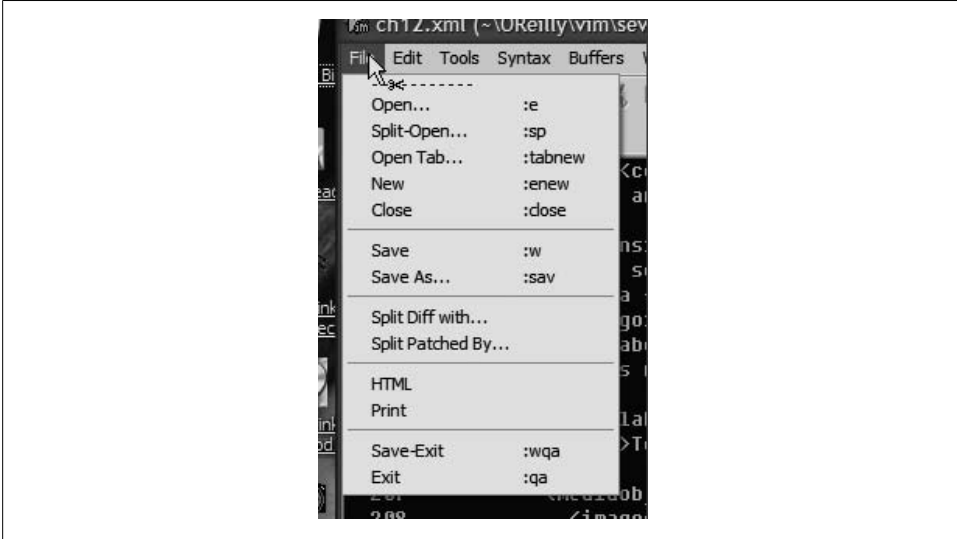 ch12.xml (~\OReilly\vim\sev
File Edit Tools Syntax Buffers
Bi
Open... :e
Split-Open... :sp
Open Tab... :tabnew
New :enew
Close :close
Save :w
Save As... :sav
Split Diff with...
Split Patched By...
HTML
Print
Save-Exit :wqa
Exit :qa
208